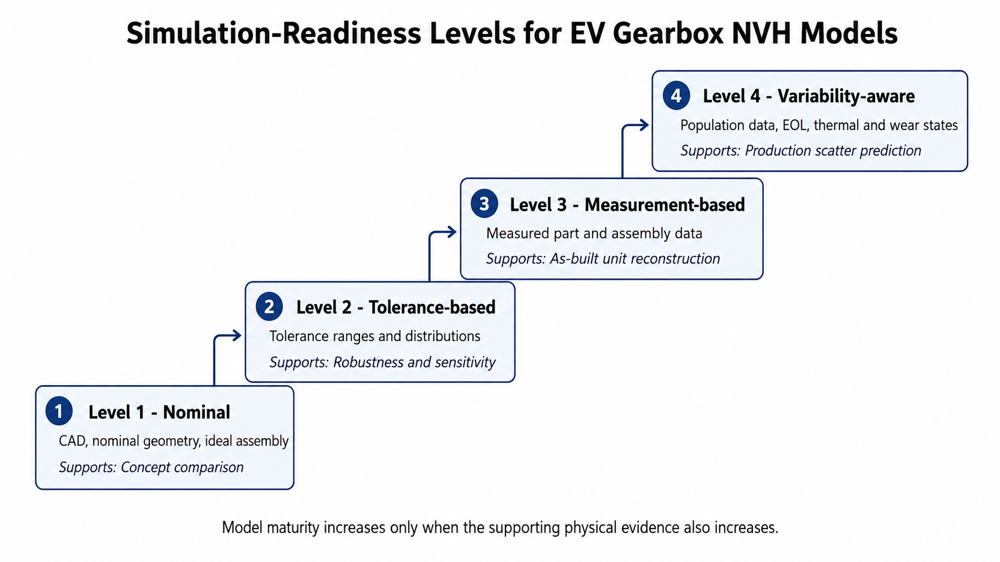 Simulation-Readiness Levels for EV Gearbox NVH Models
4 Level 4 - Variability-aware
Population data, EOL, thermal and wear states
Supports: Production scatter prediction
3 Level 3 - Measurement-based
Measured part and assembly data
Supports: As-built unit reconstruction
2 Level 2 - Tolerance-based
Tolerance ranges and distributions
Supports: Robustness and sensitivity
1 Level 1 - Nominal
CAD, nominal geometry, ideal assembly
Supports: Concept comparison
Model maturity increases only when the supporting physical evidence also increases.